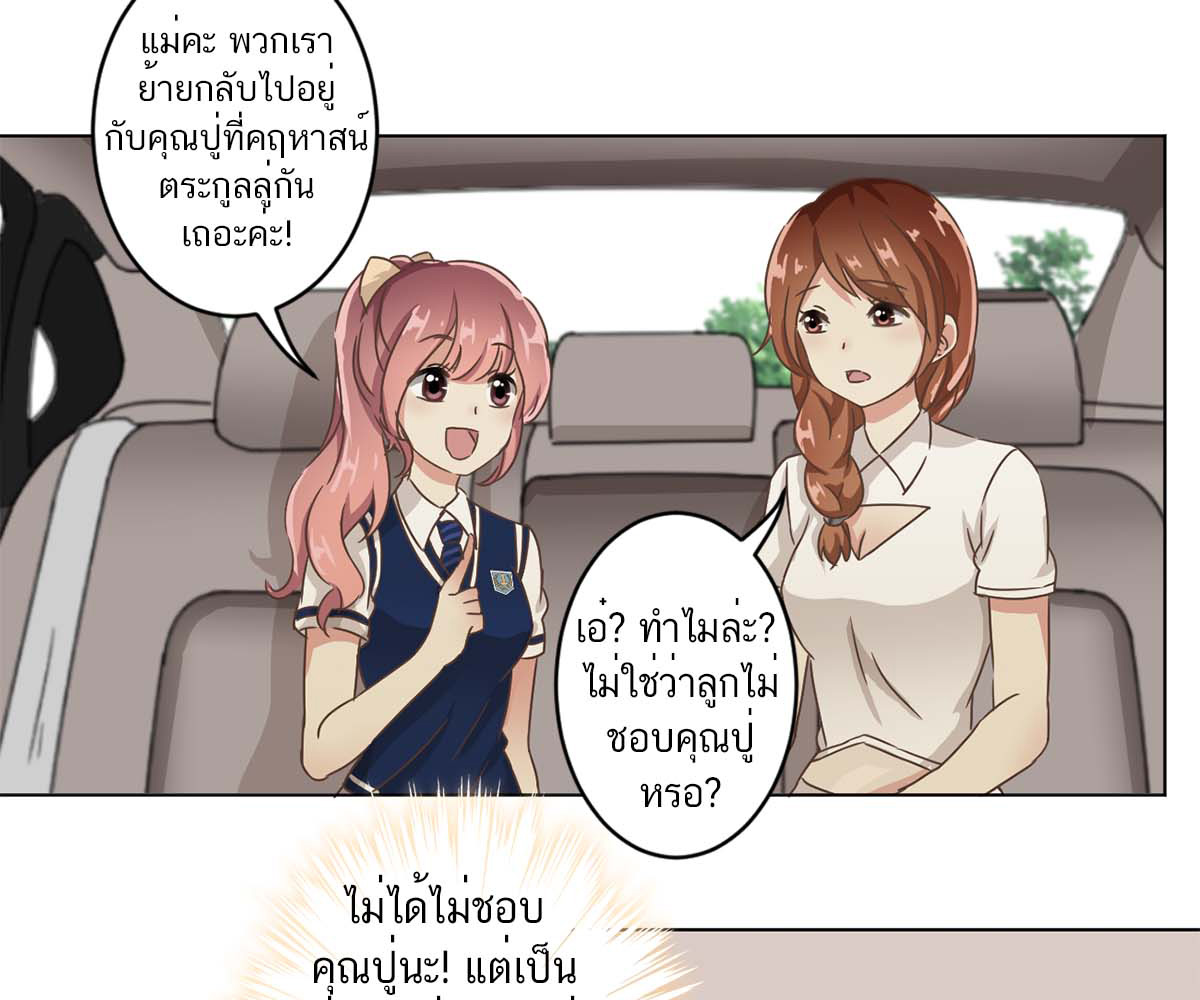 แม่คะ พวกเรา
ย้ายกลับไปอยู่
กับคุณปู่ที่คฤหาสน์
ตระกูลลู่กัน
เถอะค่ะ!
เอ๋? ทำไมล่ะ?
ไม่ใช่ว่าลูกไม่
ชอบคุณปู่
หรอ?
ไม่ได้ไม่ชอบ
คุณปู่นะ! แต่เป็น